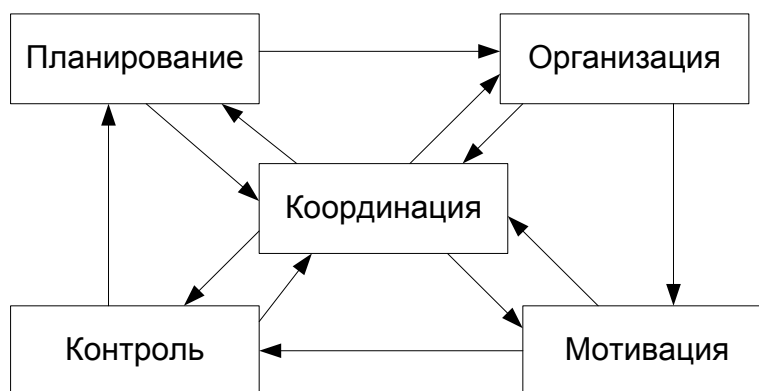 Планирование
Организация
Координация
Контроль
Мотивация